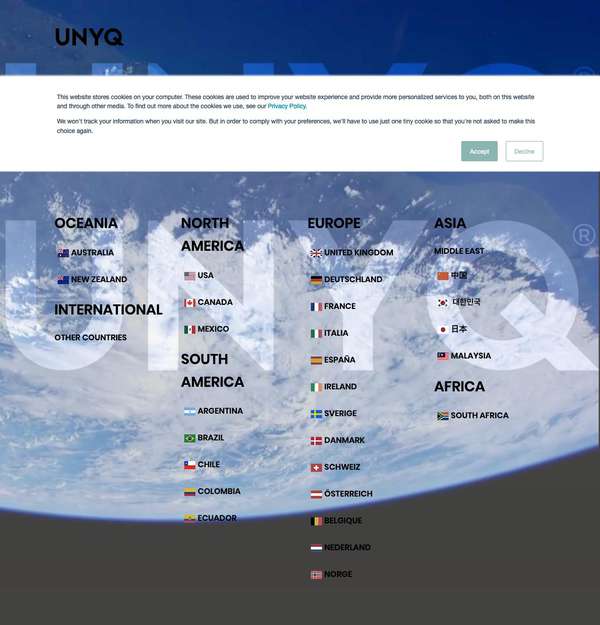 UNYQ
UNYQ®
This website stores cookies on your computer. These cookies are used to improve your website experience and provide more personalized services to you, both on this website
and through other media. To find out more about the cookies we use, see our Privacy Policy.
We won't track your information when you visit our site. But in order to comply with your preferences, we'll have to use just one tiny cookie so that you're not asked to make this
choice again.
Accept
Decline
UNYQ®
OCEANIA
AUSTRALIA
NEW ZEALAND
INTERNATIONAL
OTHER COUNTRIES
NORTH
AMERICA
USA
CANADA
MEXICO
SOUTH
AMERICA
ARGENTINA
BRAZIL
CHILE
COLOMBIA
ECUADOR
EUROPE
UNITED KINGDOM
DEUTSCHLAND
FRANCE
ITALIA
ESPAÑA
IRELAND
SVERIGE
DANMARK
SCHWEIZ
ÖSTERREICH
BELGIQUE
NEDERLAND
NORGE
ASIA
MIDDLE EAST
中国
대한민국
日本
MALAYSIA
AFRICA
SOUTH AFRICA